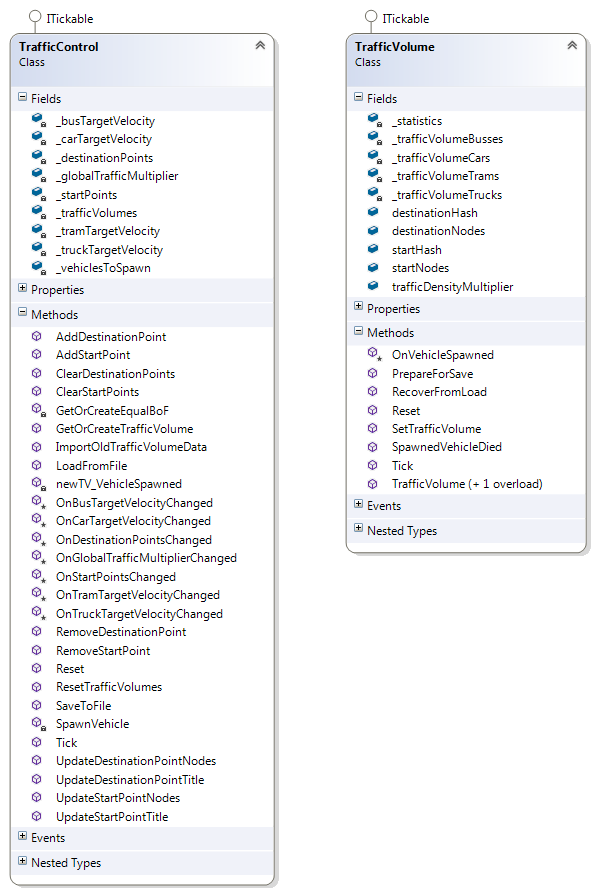 ITickable
TrafficControl
Class
Fields
_busTargetVelocity
_carTargetVelocity
_destinationPoints
_globalTrafficMultiplier
_startPoints
_trafficVolumes
_tramTargetVelocity
_truckTargetVelocity
_vehiclesToSpawn
Properties
Methods
AddDestinationPoint
AddStartPoint
ClearDestinationPoints
ClearStartPoints
GetOrCreateEqualBoF
GetOrCreateTrafficVolume
ImportOldTrafficVolumeData
LoadFromFile
newTV_VehicleSpawned
OnBusTargetVelocityChanged
OnCarTargetVelocityChanged
OnDestinationPointsChanged
OnGlobalTrafficMultiplierChanged
OnStartPointsChanged
OnTramTargetVelocityChanged
OnTruckTargetVelocityChanged
RemoveDestinationPoint
RemoveStartPoint
Reset
ResetTrafficVolumes
SaveToFile
SpawnVehicle
Tick
UpdateDestinationPointNodes
UpdateDestinationPointTitle
UpdateStartPointNodes
UpdateStartPointTitle
Events
Nested Types
ITickable
TrafficVolume
Class
Fields
_statistics
_trafficVolumeBusses
_trafficVolumeCars
_trafficVolumeTrams
_trafficVolumeTrucks
destinationHash
destinationNodes
startHash
startNodes
trafficDensityMultiplier
Properties
Methods
OnVehicleSpawned
PrepareForSave
RecoverFromLoad
Reset
SetTrafficVolume
SpawnedVehicleDied
Tick
TrafficVolume (+ 1 overload)
Events
Nested Types